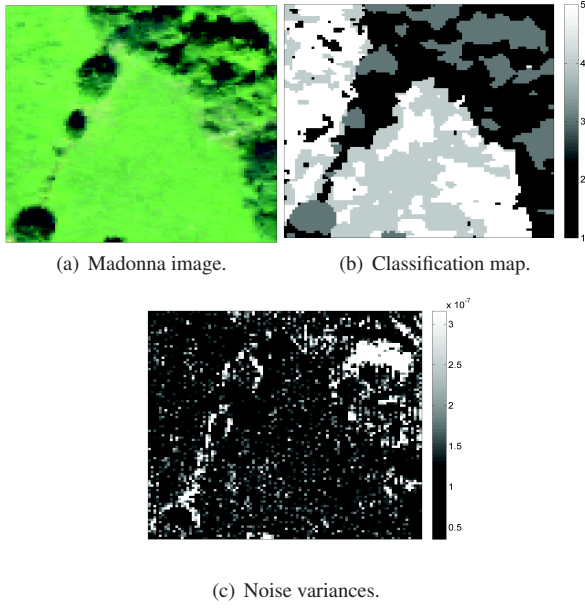 5
4
3
2
1
(a) Madonna image.
(b) Classification map.
x 10⁻⁷
3
2.5
2
1.5
1
0.5
(c) Noise variances.